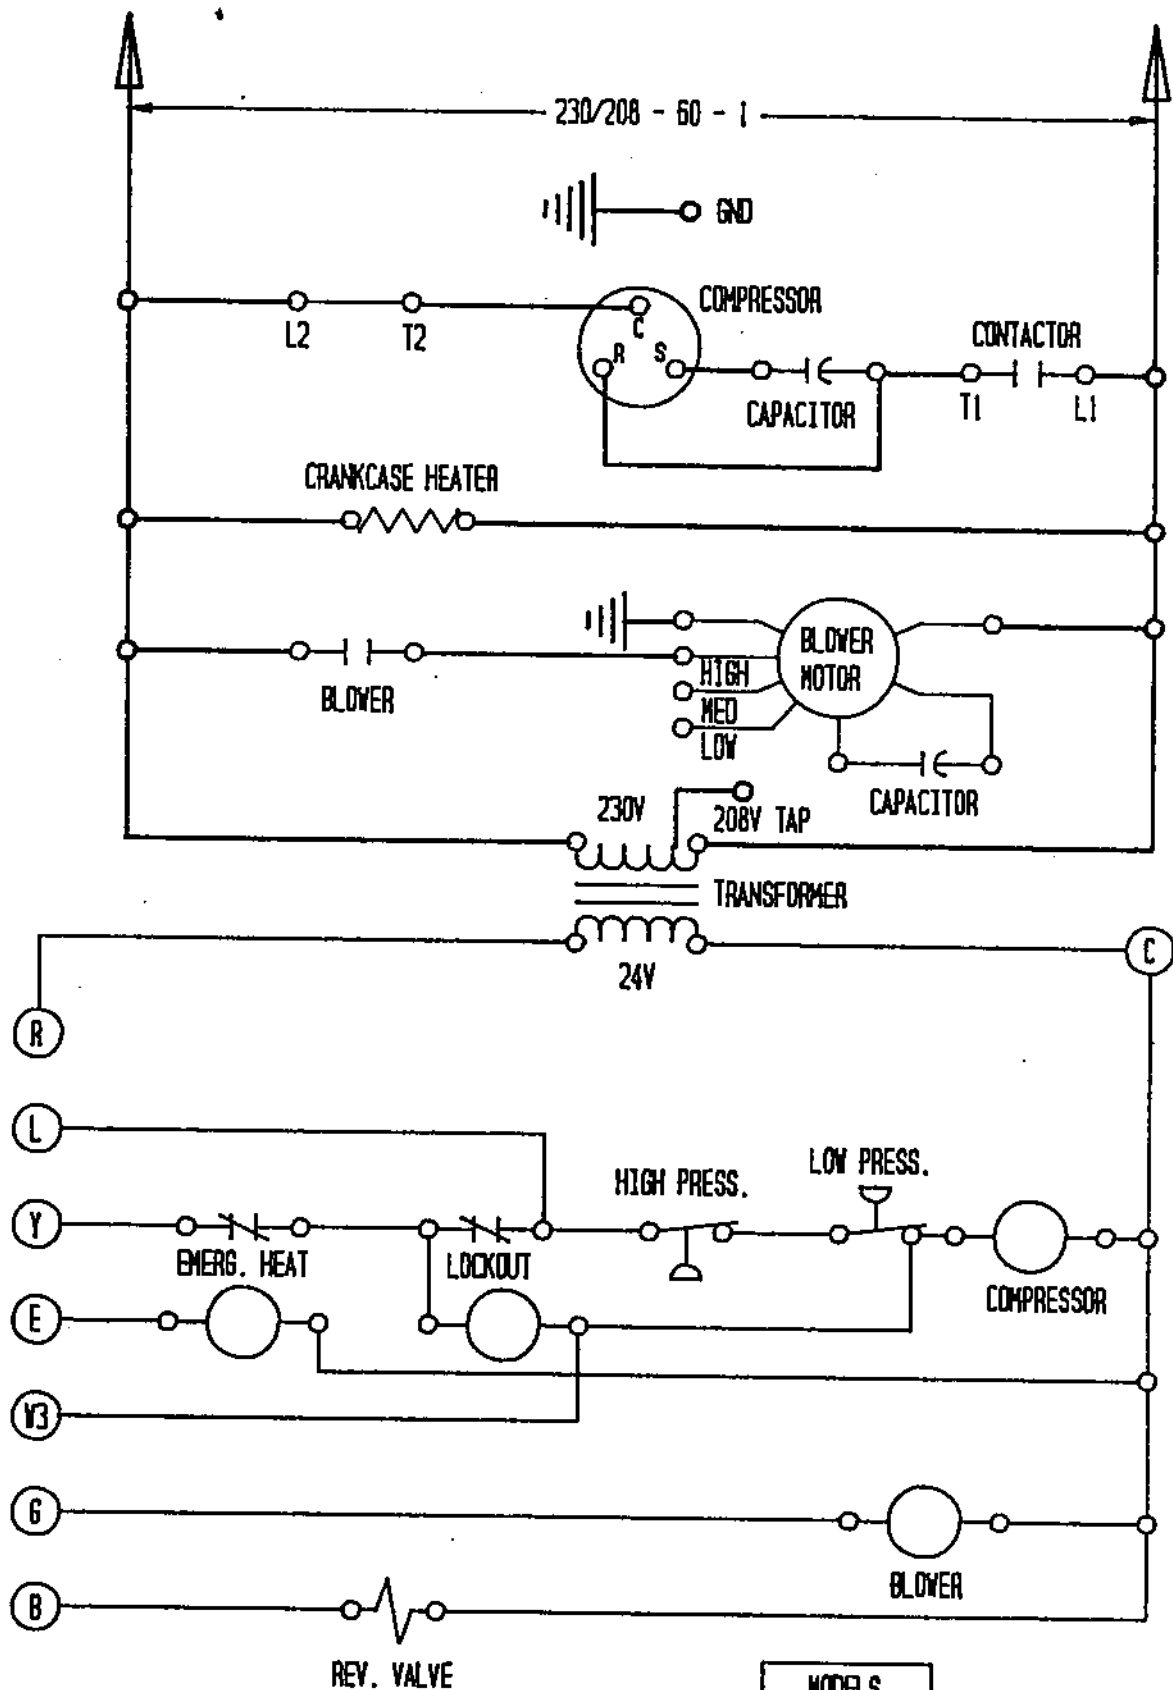 230/208 - 60 - 1
GND
COMPRESSOR
C
R
S
L2
T2
CONTACTOR
CAPACITOR
T1
L1
CRANKCASE HEATER
BLOWER
MOTOR
HIGH
MED
LOW
BLOWER
CAPACITOR
230V
208V TAP
TRANSFORMER
24V
C
R
L
LOW PRESS.
HIGH PRESS.
Y
EMERG. HEAT
LOCKOUT
COMPRESSOR
E
W3
G
BLOWER
B
REV. VALVE
MODELS